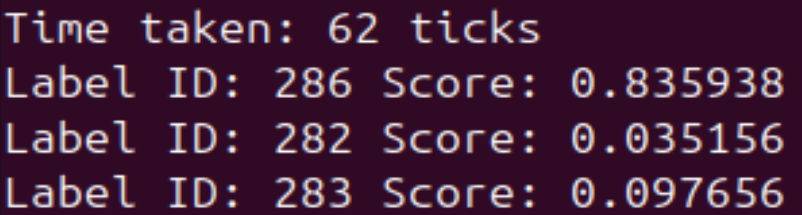 Time taken: 62 ticks
Label ID: 286 Score: 0.835938
Label ID: 282 Score: 0.035156
Label ID: 283 Score: 0.097656